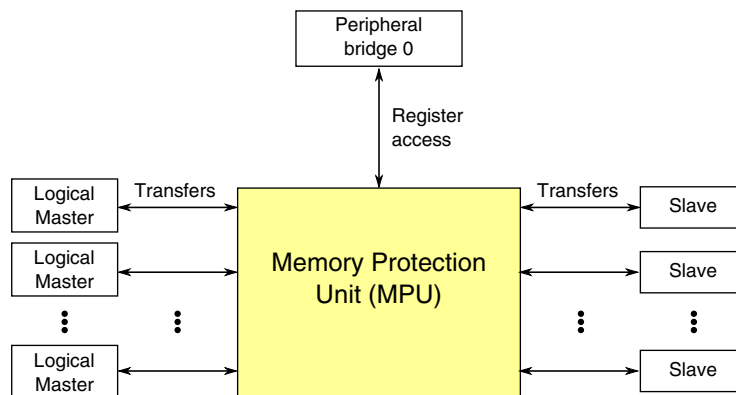 Peripheral
bridge 0
Register
access
Logical
Master
Transfers
Transfers
Slave
Logical
Master
Memory Protection
Unit (MPU)
Slave
Logical
Master
Slave